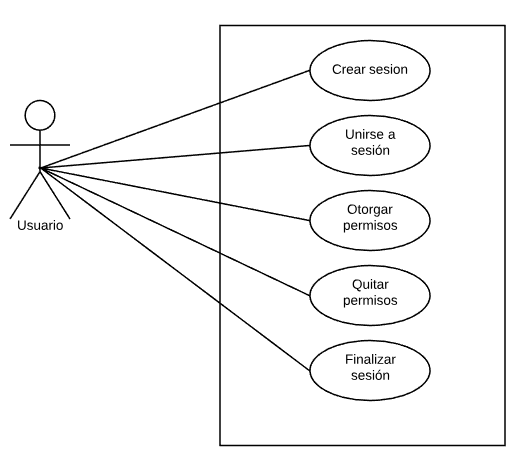 Crear sesion
Unirse a
sesión
Otorgar
permisos
Usuario
Quitar
permisos
Finalizar
sesión